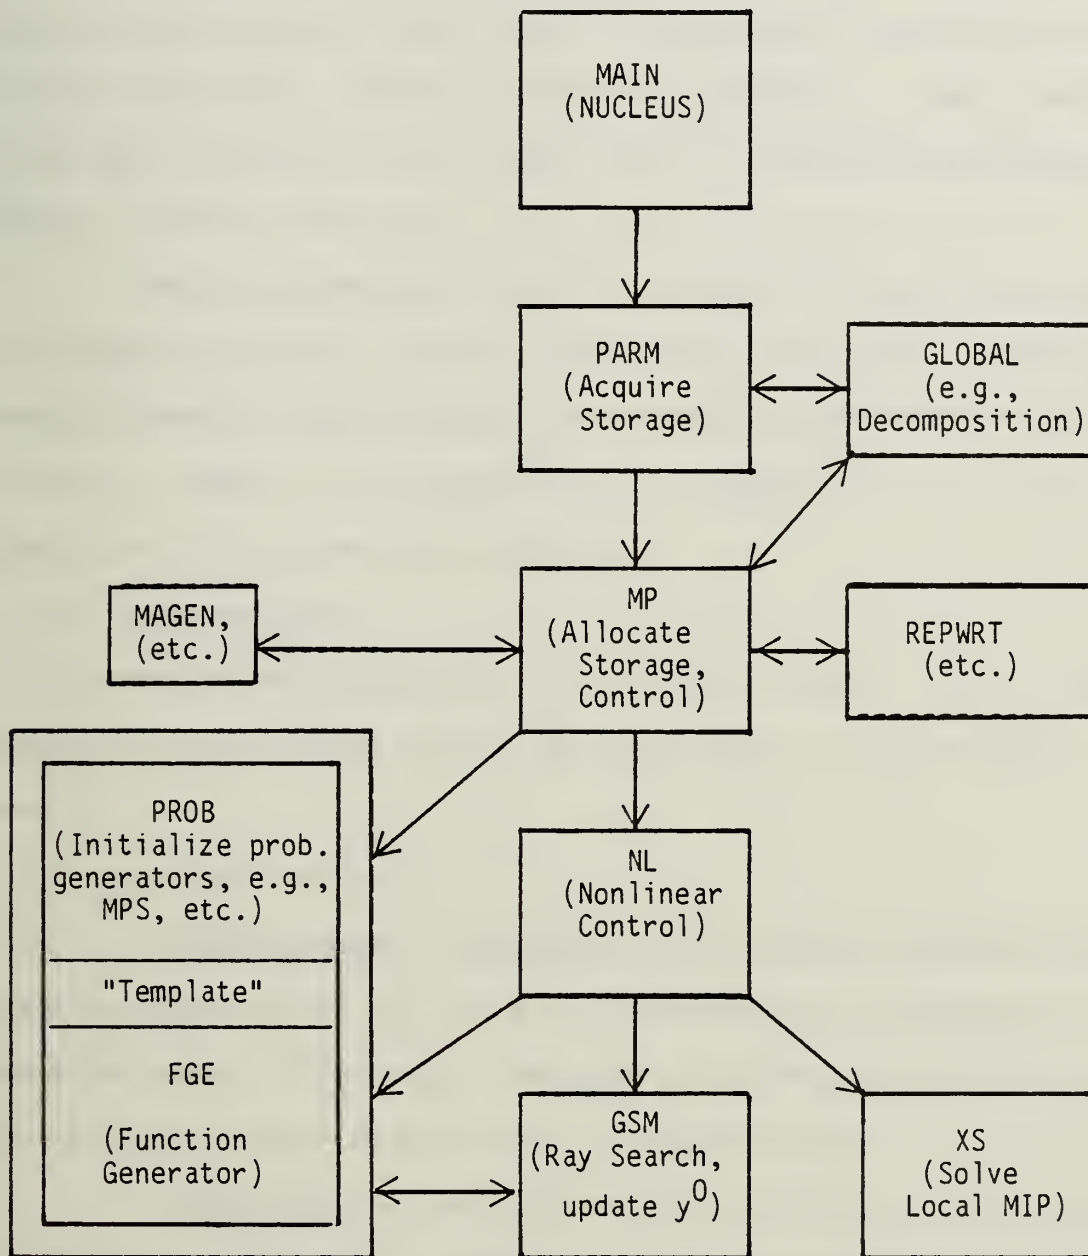 MAIN
(NUCLEUS)
PARM
(Acquire
Storage)
GLOBAL
(e.g.,
Decomposition)
MAGEN,
(etc.)
MP
(Allocate
Storage,
Control)
REPWRT
(etc.)
PROB
(Initialize prob.
generators, e.g.,
MPS, etc.)
"Template"
FGE
(Function
Generator)
NL
(Nonlinear
Control)
GSM
(Ray Search,
update y⁰)
XS
(Solve
Local MIP)